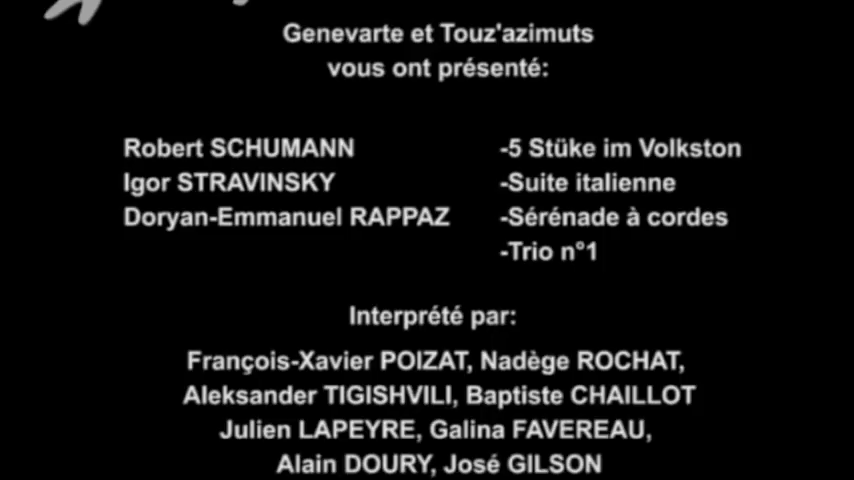 Genevarte et Touz'azimuts
vous ont présenté:
Robert SCHUMANN -5 Stüke im Volkston
Igor STRAVINSKY -Suite italienne
Doryan-Emmanuel RAPPAZ -Sérénade à cordes
-Trio n°1
Interprété par:
François-Xavier POIZAT, Nadège ROCHAT,
Aleksander TIGISHVILI, Baptiste CHAILLOT
Julien LAPEYRE, Galina FAVEREAU,
Alain DOURY, José GILSON